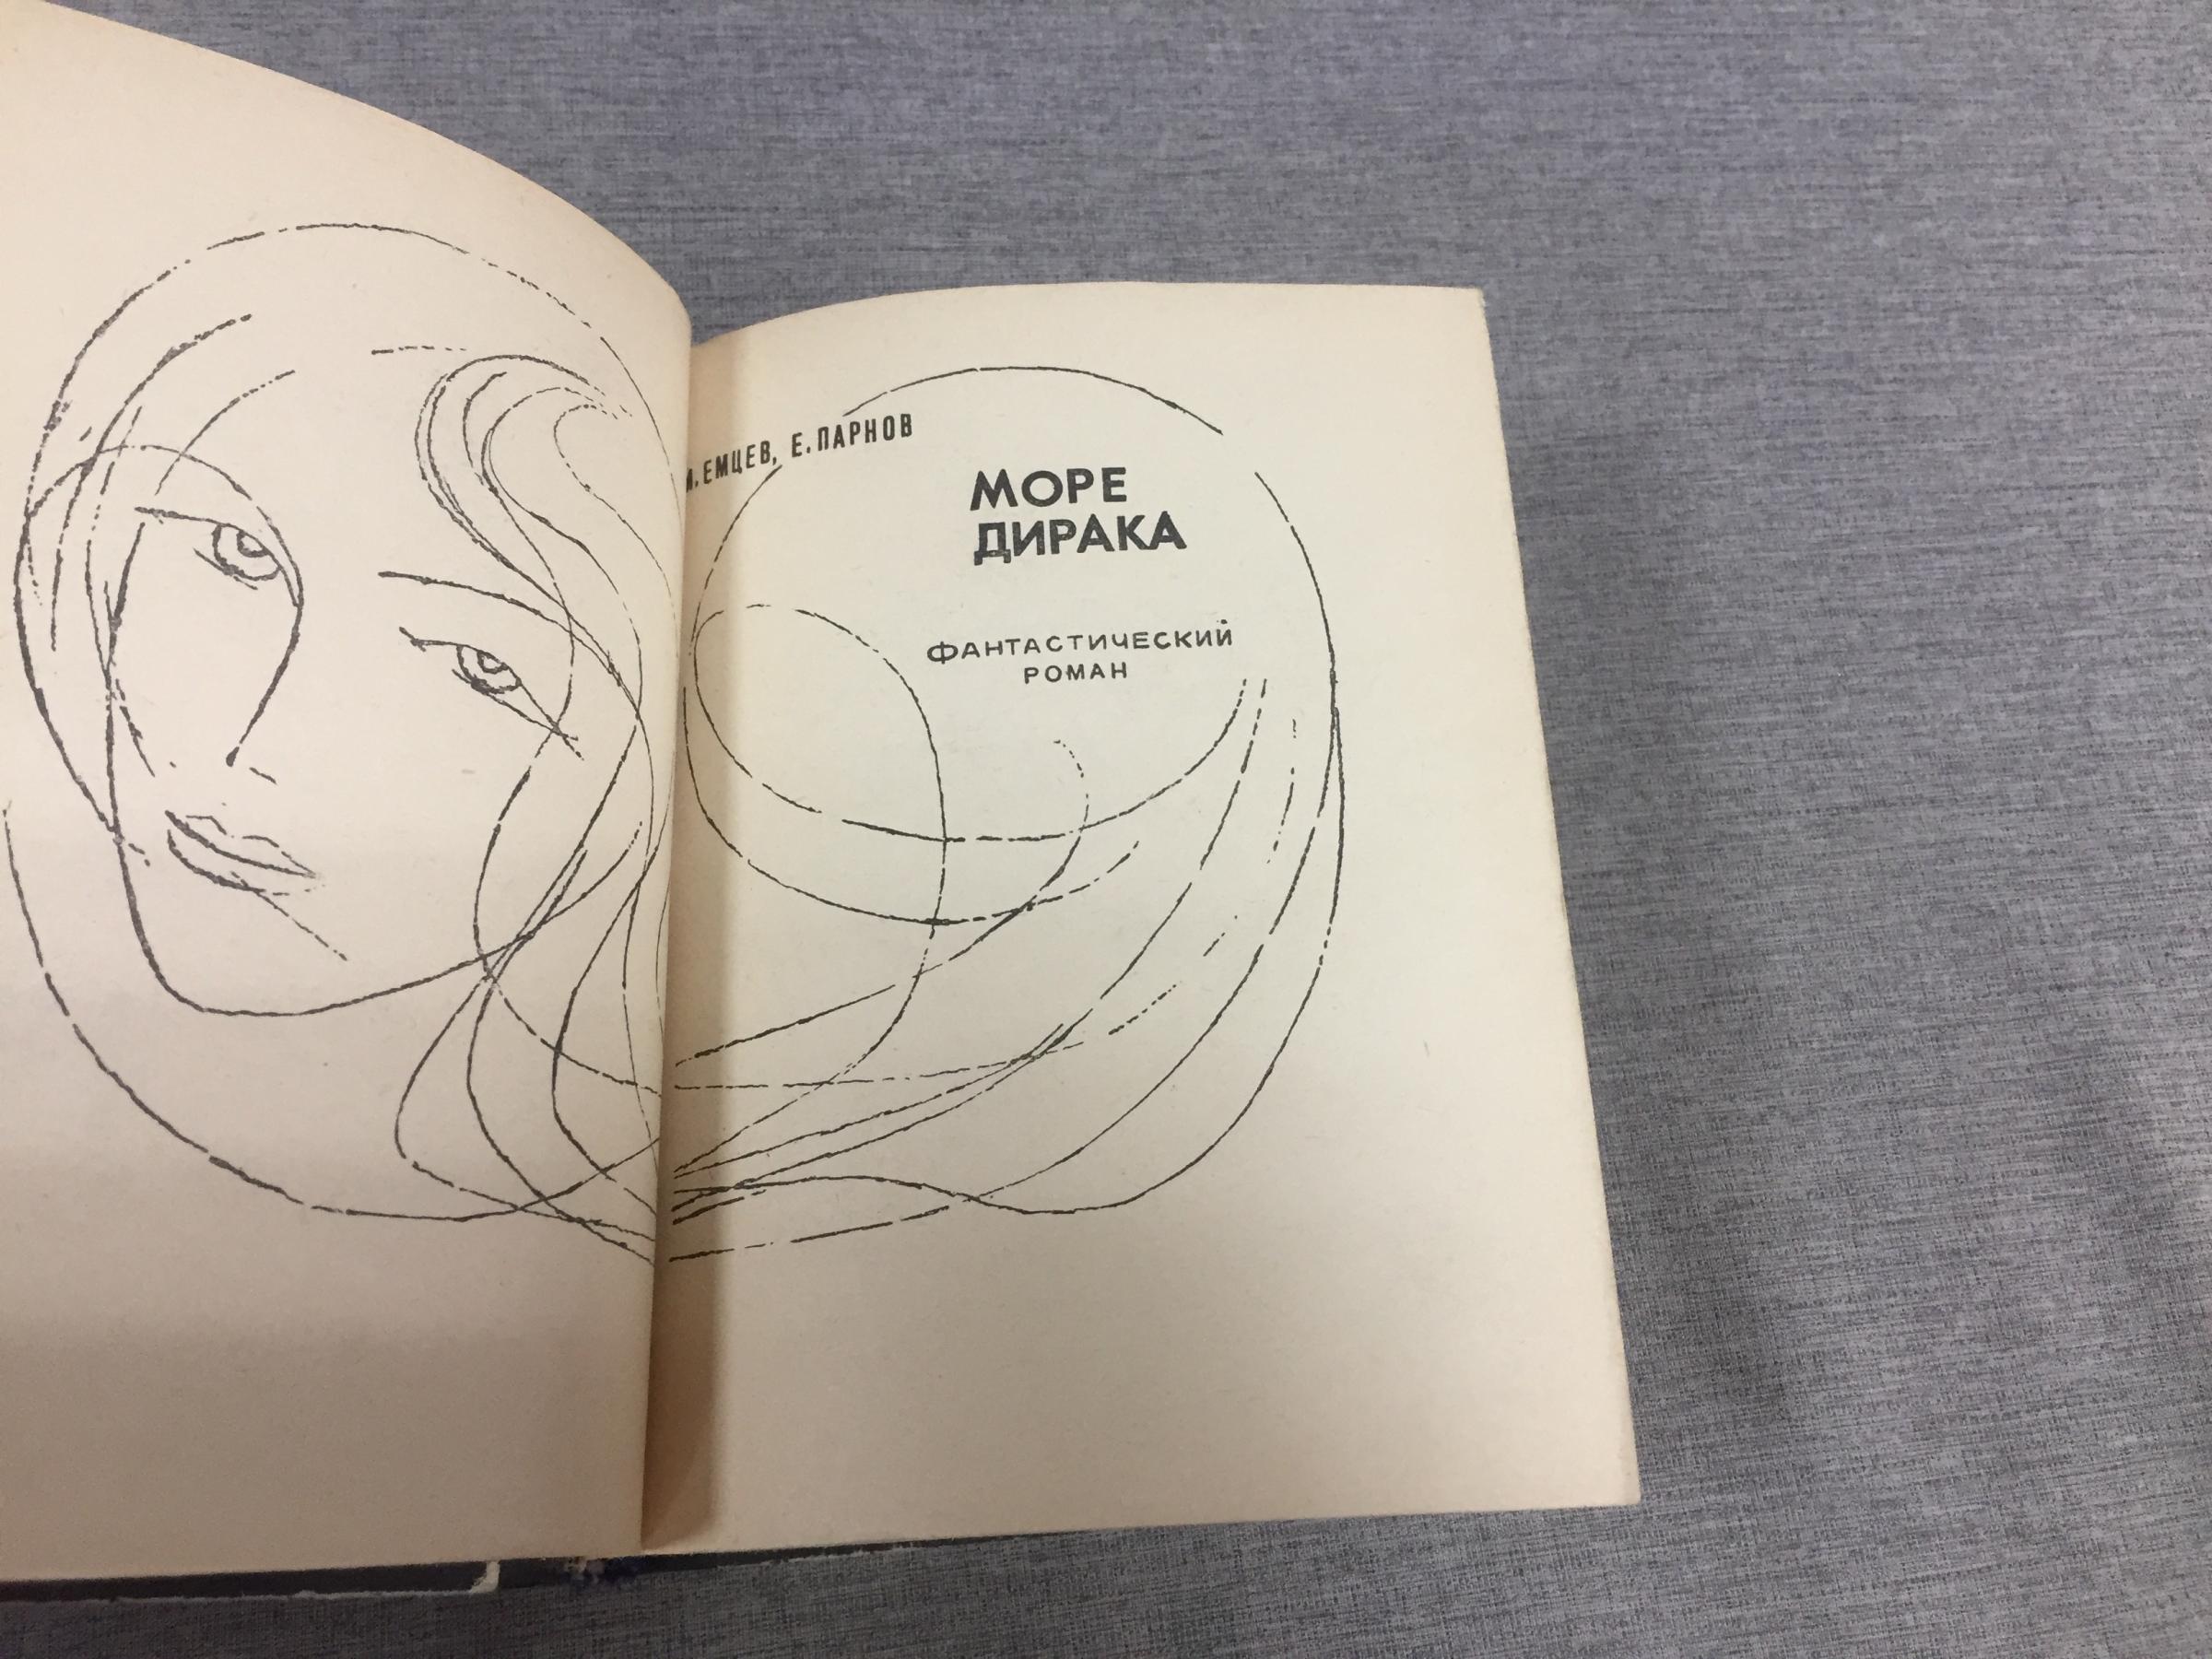 М. ЕМЦЕВ, Е. ПАРНОВ
МОРЕ
ДИРАКА
ФАНТАСТИЧЕСКИЙ
РОМАН